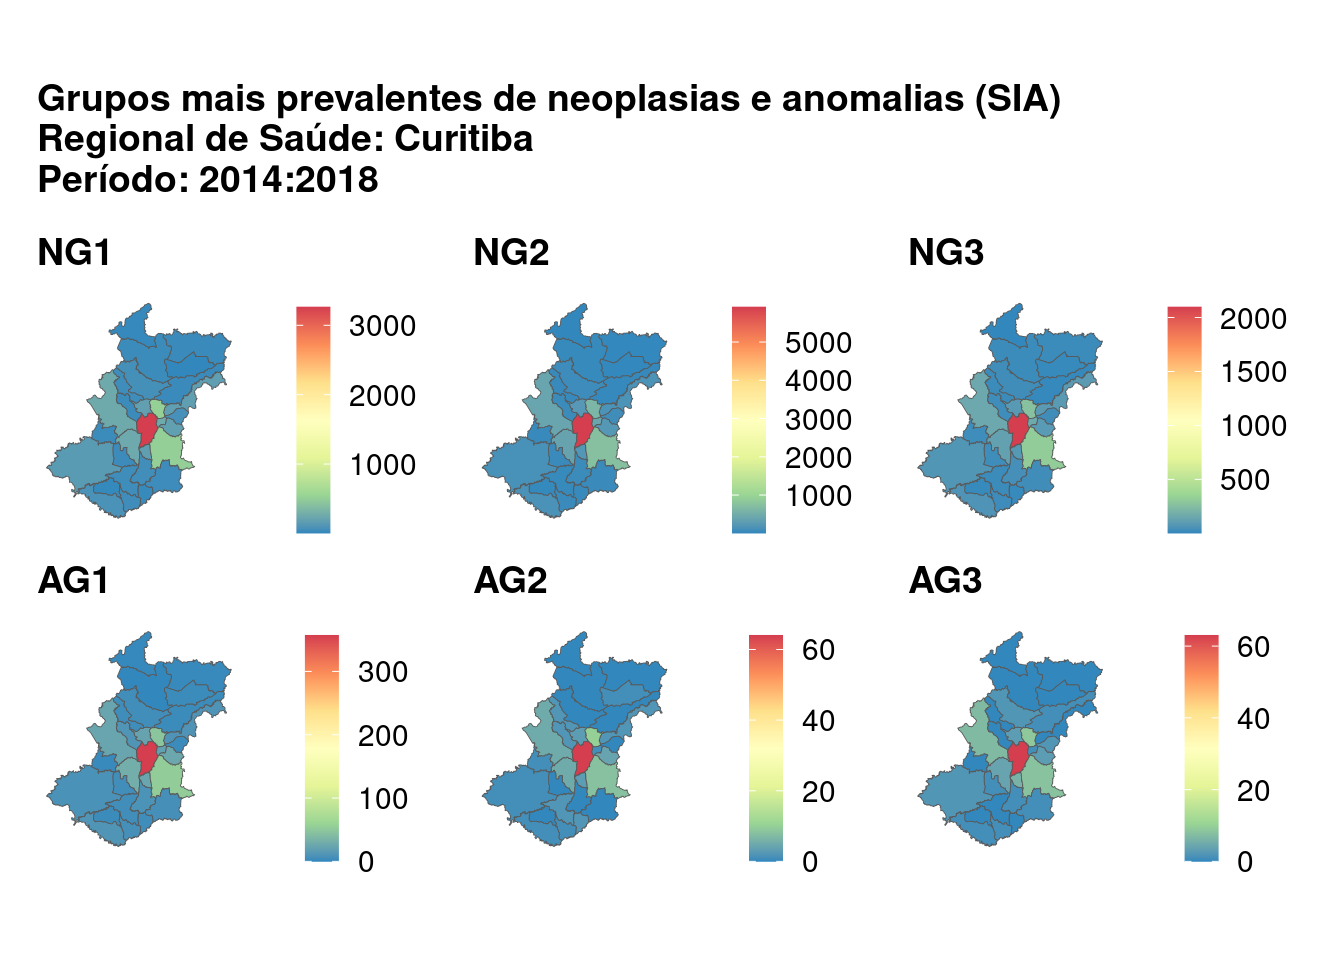 Grupos mais prevalentes de neoplasias e anomalias (SIA)
Regional de Saúde: Curitiba
Período: 2014:2018
NG1
3000
2000
1000
NG2
5000
4000
3000
2000
1000
NG3
2000
1500
1000
500
AG1
300
200
100
0
AG2
60
40
20
0
AG3
60
40
20
0